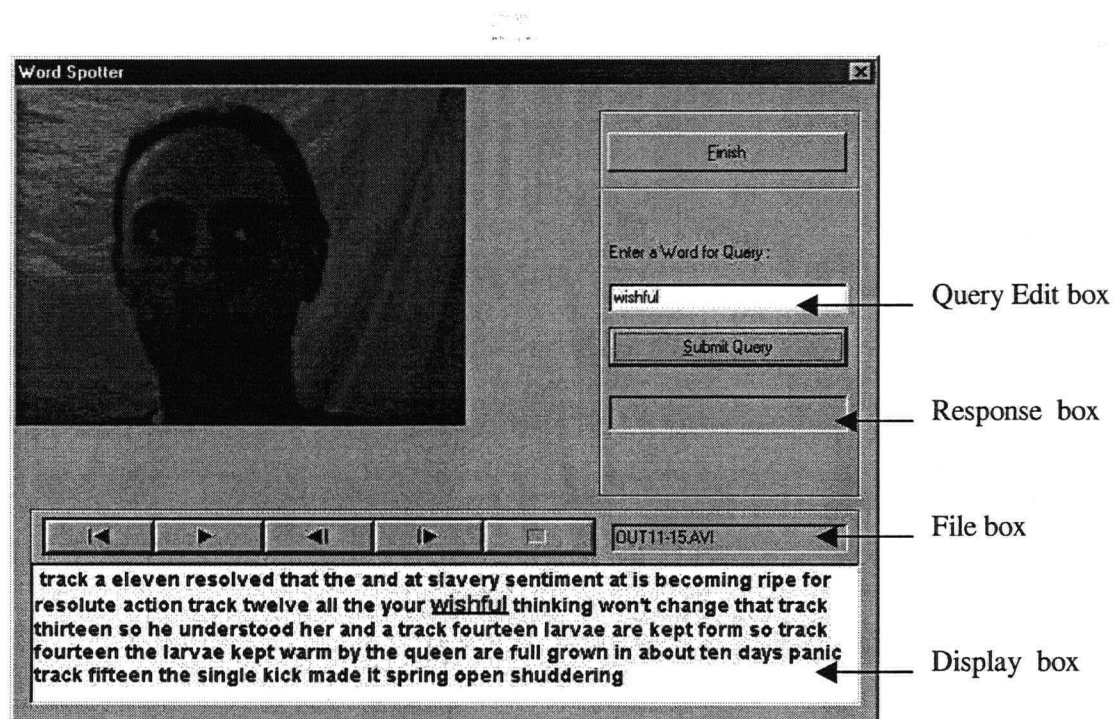 Word Spotter
Finish
Enter a Word for Query :
wishful
Query Edit box
Submit Query
Response box
OUT11-15.AVI
File box
track a eleven resolved that the and at slavery sentiment at is becoming ripe for
resolute action track twelve all the your wishful thinking won't change that track
thirteen so he understood her and a track fourteen larvae are kept form so track
fourteen the larvae kept warm by the queen are full grown in about ten days panic
track fifteen the single kick made it spring open shuddering
Display box